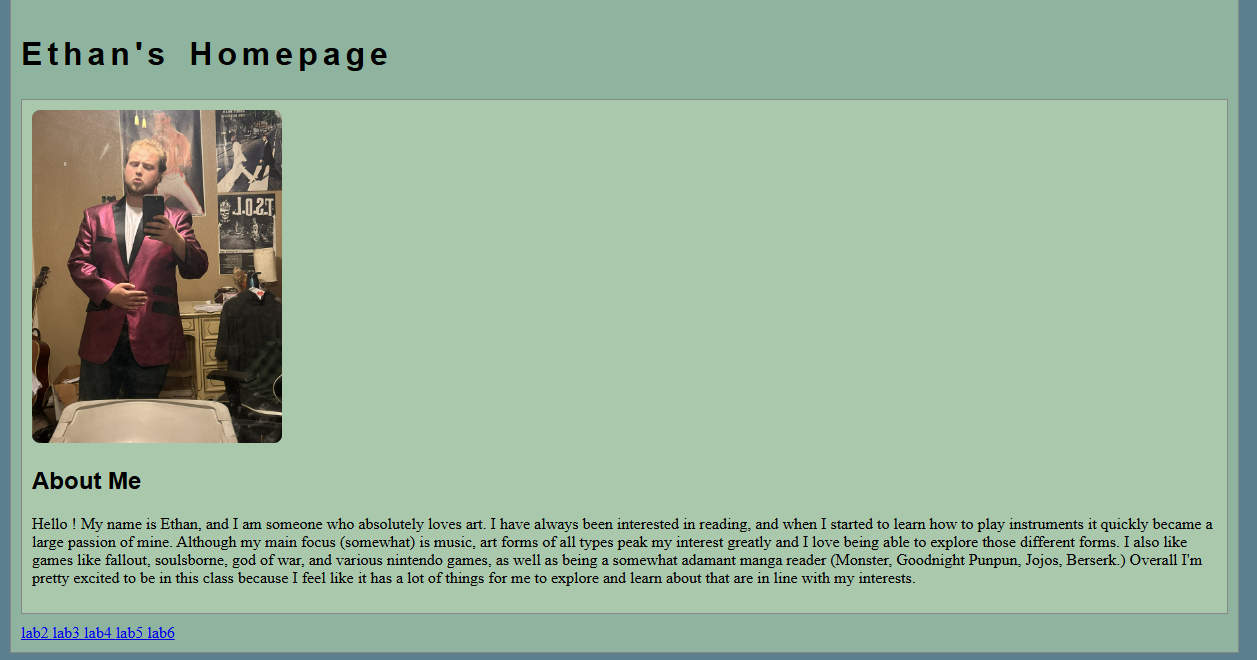 Ethan's Homepage
T.S.O.L.
About Me
Hello ! My name is Ethan, and I am someone who absolutely loves art. I have always been interested in reading, and when I started to learn how to play instruments it quickly became a
large passion of mine. Although my main focus (somewhat) is music, art forms of all types peak my interest greatly and I love being able to explore those different forms. I also like
games like fallout, soulsborne, god of war, and various nintendo games, as well as being a somewhat adamant manga reader (Monster, Goodnight Punpun, Jojos, Berserk.) Overall I'm
pretty excited to be in this class because I feel like it has a lot of things for me to explore and learn about that are in line with my interests.
lab2 lab3 lab4 lab5 lab6